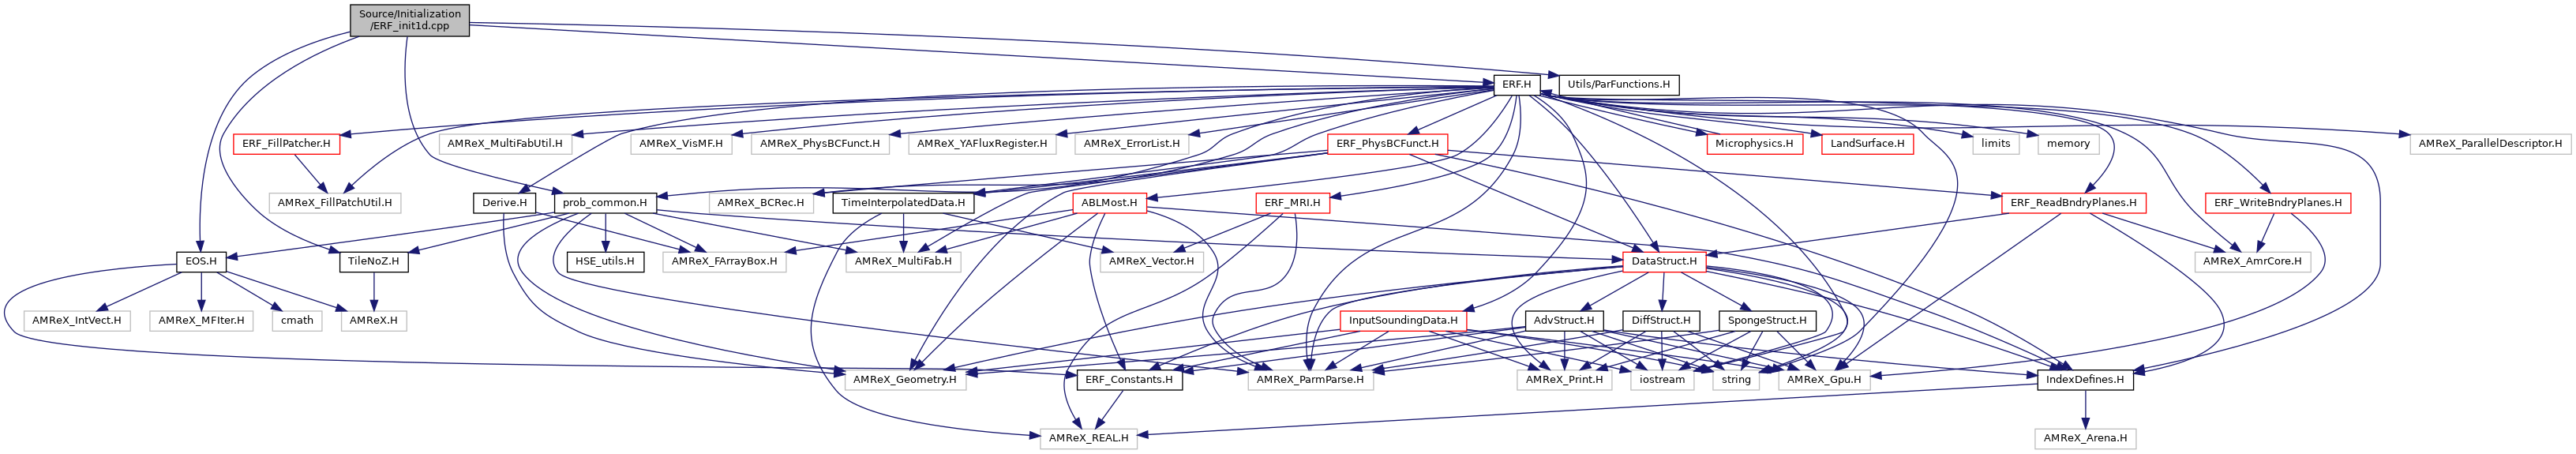 Source/Initialization
/ERF_init1d.cpp
ERF.H
Utils/ParFunctions.H
ERF_FillPatcher.H
AMReX_MultiFabUtil.H
AMReX_VisMF.H
AMReX_PhysBCFunct.H
AMReX_YAFluxRegister.H
AMReX_ErrorList.H
ERF_PhysBCFunct.H
Microphysics.H
LandSurface.H
limits
memory
AMReX_ParallelDescriptor.H
AMReX_FillPatchUtil.H
Derive.H
prob_common.H
AMReX_BCRec.H
TimeInterpolatedData.H
ABLMost.H
ERF_MRI.H
ERF_ReadBndryPlanes.H
ERF_WriteBndryPlanes.H
EOS.H
TileNoZ.H
HSE_utils.H
AMReX_FArrayBox.H
AMReX_MultiFab.H
AMReX_Vector.H
DataStruct.H
AMReX_AmrCore.H
AMReX_IntVect.H
AMReX_MFIter.H
cmath
AMReX.H
InputSoundingData.H
AdvStruct.H
DiffStruct.H
SpongeStruct.H
AMReX_Geometry.H
ERF_Constants.H
AMReX_ParmParse.H
AMReX_Print.H
iostream
string
AMReX_Gpu.H
IndexDefines.H
AMReX_REAL.H
AMReX_Arena.H